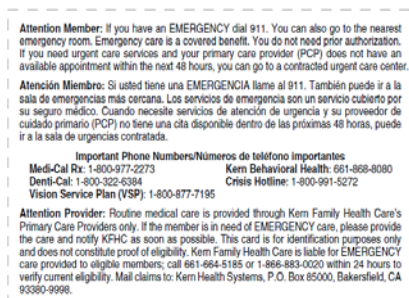 Attention Member: If you have an EMERGENCY dial 911. You can also go to the nearest
emergency room. Emergency care is a covered benefit. You do not need prior authorization.
If you need urgent care services and your primary care provider (PCP) does not have an
available appointment within the next 48 hours, you can go to a contracted urgent care center.
Atención Miembro: Si usted tiene una EMERGENCIA llame al 911. También puede ir a la
sala de emergencias más cercana. Los servicios de emergencia son un servicio cubierto por
su seguro médico. Cuando necesite servicios de atención de urgencia y su proveedor de
cuidado primario (PCP) no tiene una cita disponible dentro de las próximas 48 horas, puede
ir a la sala de urgencias contratada.
Important Phone Numbers/Números de teléfono importantes
Medi-Cal Rx: 1-800-977-2273 Kern Behavioral Health: 661-868-8080
Denti-Cal: 1-800-322-6384 Crisis Hotline: 1-800-991-5272
Vision Service Plan (VSP): 1-800-877-7195
Attention Provider: Routine medical care is provided through Kern Family Health Care's
Primary Care Providers only. If the member is in need of EMERGENCY care, please provide
the care and notify KFHC as soon as possible. This card is for identification purposes only
and does not constitute proof of eligibility. Kern Family Health Care is liable for EMERGENCY
care provided to eligible members; call 661-664-5185 or 1-866-883-0020 within 24 hours to
verify current eligibility. Mail claims to: Kern Health Systems, P.O. Box 85000, Bakersfield, CA
93380-9998.